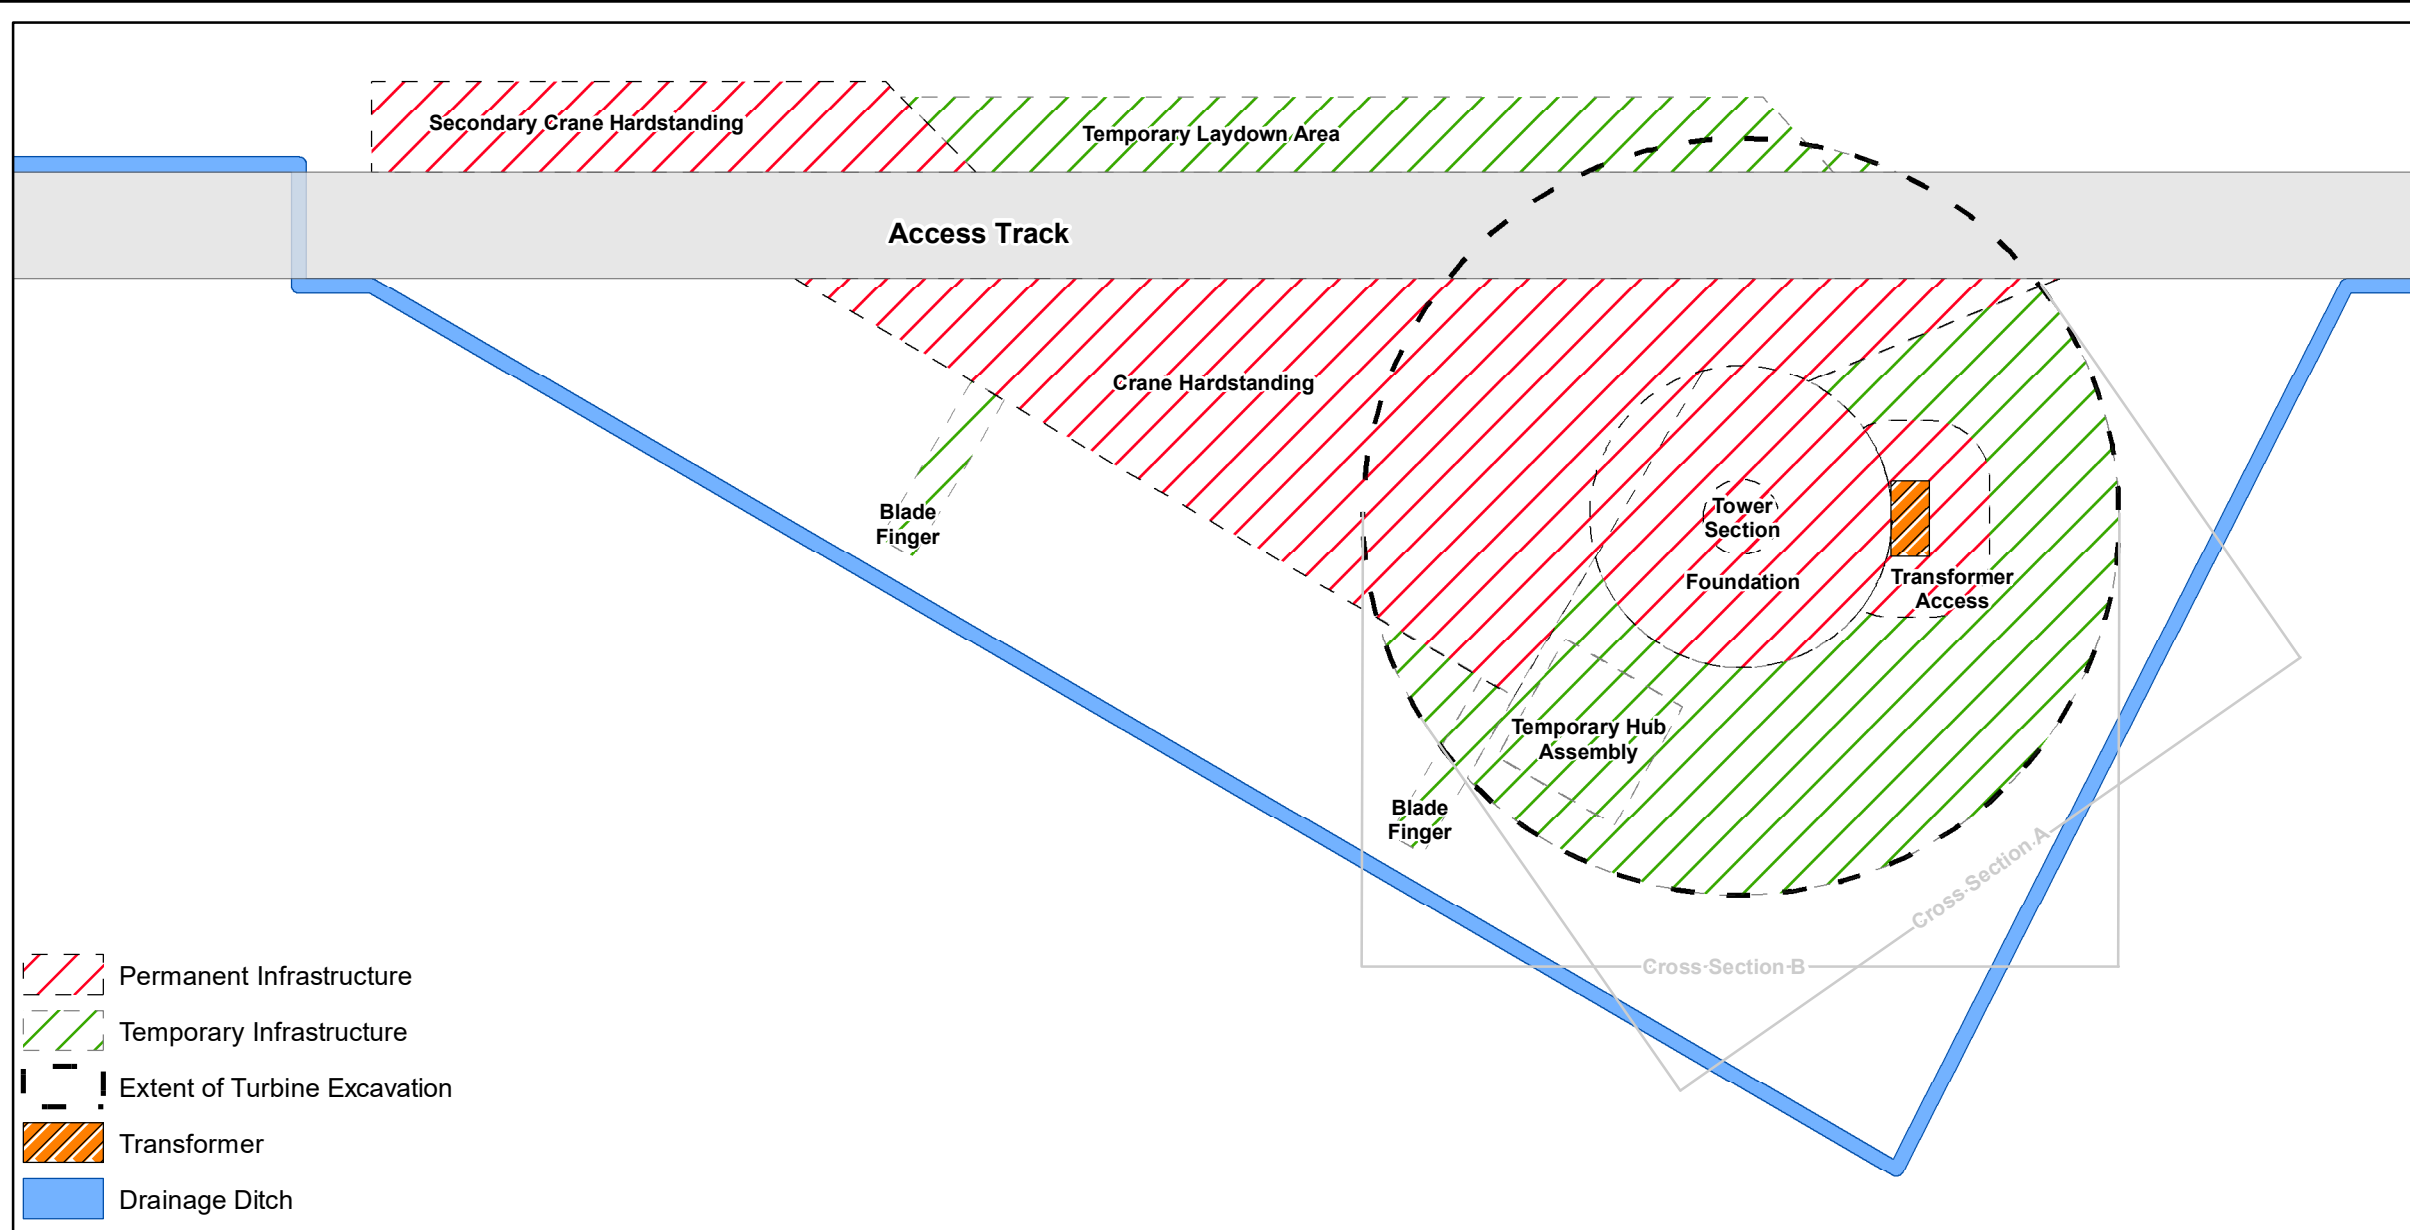 Secondary Crane Hardstanding
Temporary Laydown Area
Access Track
Crane Hardstanding
Blade
Finger
Tower
Section
Foundation
Transformer
Access
Temporary Hub
Assembly
Blade
Finger
Cross-Section A
Cross-Section B
Permanent Infrastructure
Temporary Infrastructure
Extent of Turbine Excavation
Transformer
Drainage Ditch